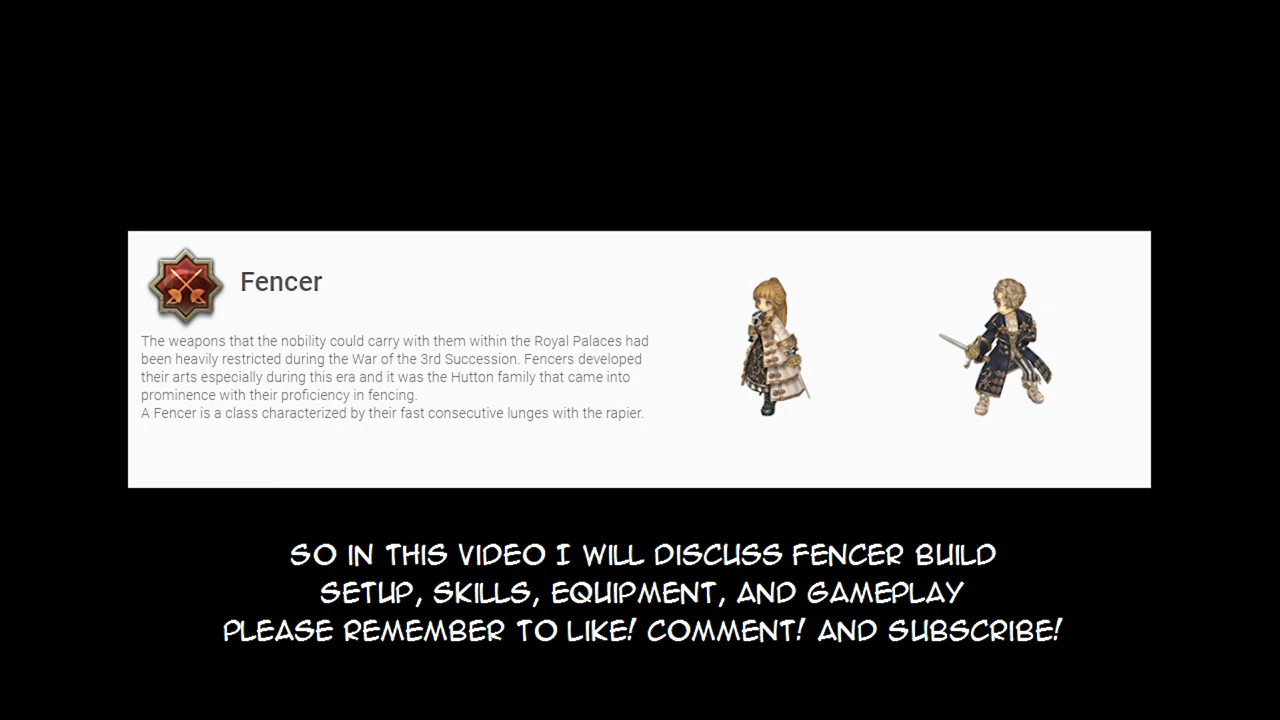 Fencer
The weapons that the nobility could carry with them within the Royal Palaces had
been heavily restricted during the War of the 3rd Succession. Fencers developed
their arts especially during this era and it was the Hutton family that came into
prominence with their proficiency in fencing.
A Fencer is a class characterized by their fast consecutive lunges with the rapier.
SO IN THIS VIDEO I WILL DISCUSS FENCER BUILD
SETUP, SKILLS, EQUIPMENT, AND GAMEPLAY
PLEASE REMEMBER TO LIKE! COMMENT! AND SUBSCRIBE!